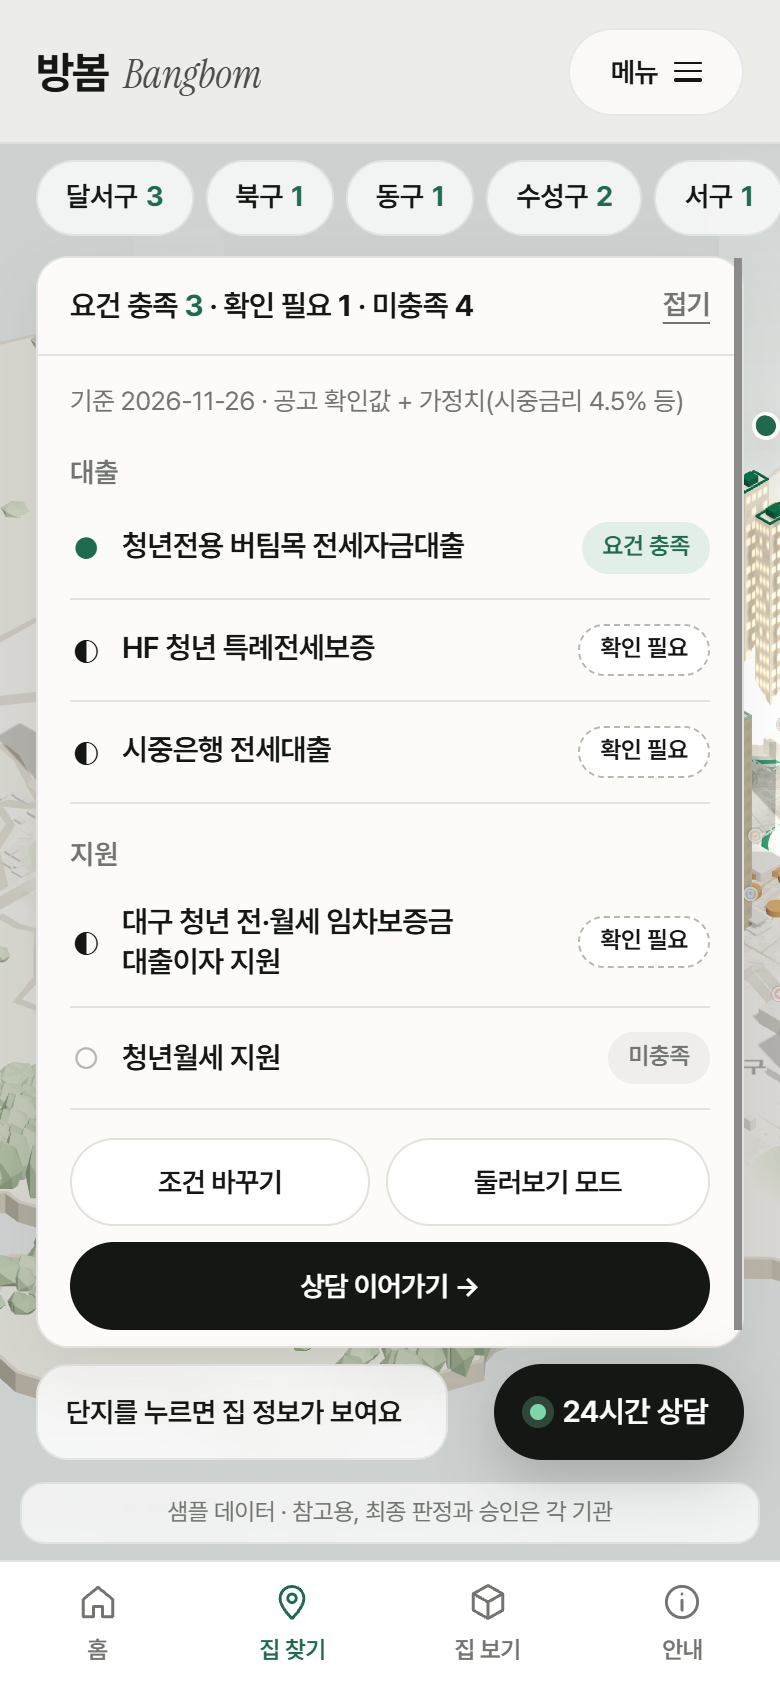 방봄 Bangbom
메뉴
달서구 3
북구 1
동구 1
수성구 2
서구 1
요건 충족 3 · 확인 필요 1 · 미충족 4
접기
기준 2026-11-26 · 공고 확인값 + 가정치(시중금리 4.5% 등)
대출
청년전용 버팀목 전세자금대출
요건 충족
HF 청년 특례전세보증
확인 필요
시중은행 전세대출
확인 필요
지원
대구 청년 전·월세 임차보증금
대출이자 지원
확인 필요
청년월세 지원
미충족
구
조건 바꾸기
둘러보기 모드
상담 이어가기 →
단지를 누르면 집 정보가 보여요
24시간 상담
샘플 데이터 · 참고용, 최종 판정과 승인은 각 기관
홈
집 찾기
집 보기
안내